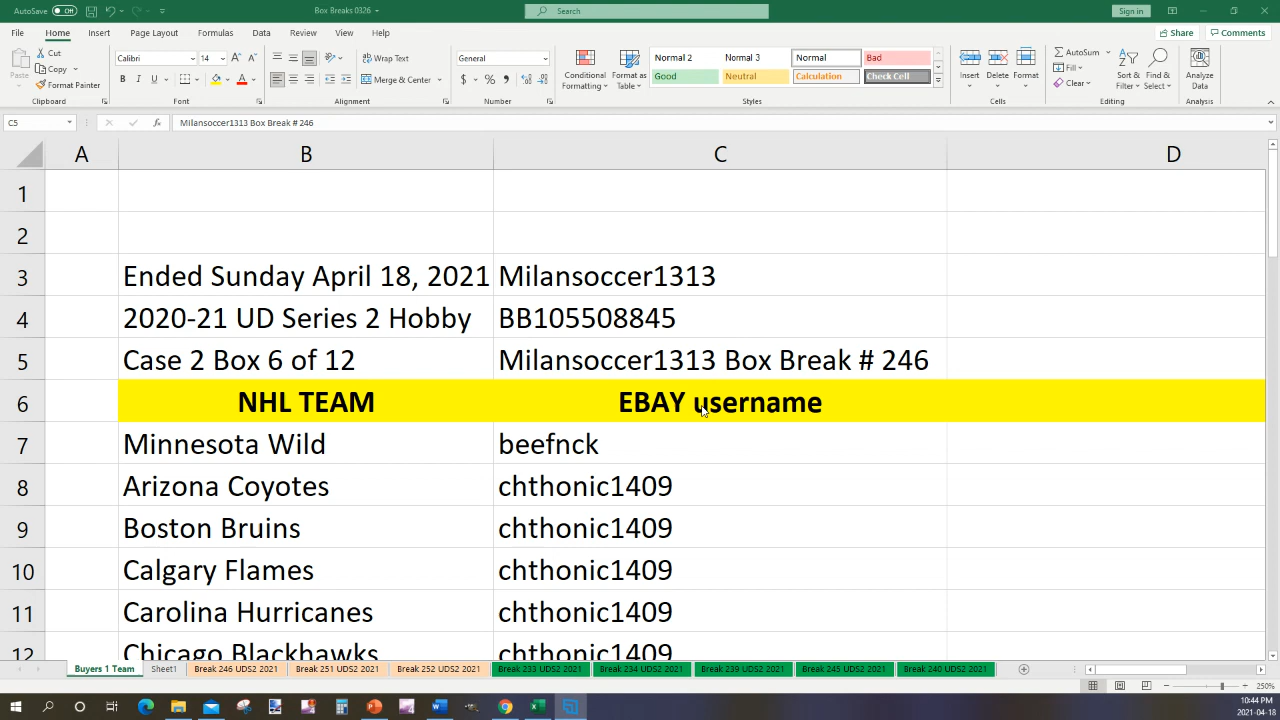 AutoSave Off
Box Breaks 0326
Search
Sign in
File Home Insert Page Layout Formulas Data Review View Help
Share Comments
Paste
Cut
Copy
Format Painter
Clipboard
Calibri 14
B I U
Font
Wrap Text
Merge & Center
Alignment
General
$ % ,
Number
Conditional Formatting
Format as Table
Normal 2 Normal 3 Normal Bad
Good Neutral Calculation Check Cell
Styles
Insert Delete Format
Cells
AutoSum
Fill
Clear
Sort & Filter
Find & Select
Editing
Analyze Data
Analysis
C5
fx
Milansoccer1313 Box Break # 246
A B C D
1
2
3 Ended Sunday April 18, 2021 Milansoccer1313
4 2020-21 UD Series 2 Hobby BB105508845
5 Case 2 Box 6 of 12 Milansoccer1313 Box Break # 246
6 NHL TEAM EBAY username
7 Minnesota Wild beefnck
8 Arizona Coyotes chthonic1409
9 Boston Bruins chthonic1409
10 Calgary Flames chthonic1409
11 Carolina Hurricanes chthonic1409
12 Chicago Blackhawks chthonic1409
Buyers 1 Team Sheet1 Break 246 UDS2 2021 Break 251 UDS2 2021 Break 252 UDS2 2021 Break 233 UDS2 2021 Break 234 UDS2 2021 Break 239 UDS2 2021 Break 245 UDS2 2021 Break 240 UDS2 2021
250%
10:44 PM
2021-04-18